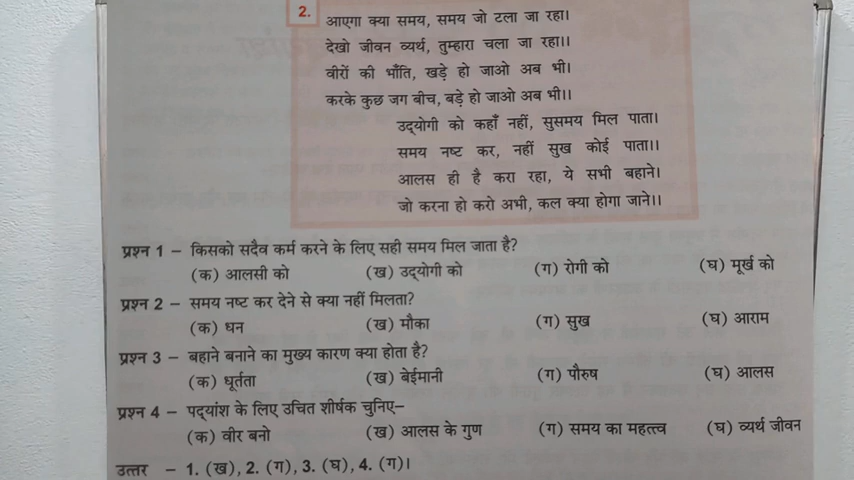 2.
आएगा क्या समय, समय जो टला जा रहा।
देखो जीवन व्यर्थ, तुम्हारा चला जा रहा।।
वीरों की भाँति, खड़े हो जाओ अब भी।
करके कुछ जग बीच, बड़े हो जाओ अब भी।।
उद्‌योगी को कहाँ नहीं, सुसमय मिल पाता।
समय नष्ट कर, नहीं सुख कोई पाता।।
आलस ही है करा रहा, ये सभी बहाने।
जो करना हो करो अभी, कल क्या होगा जाने।।
प्रश्न 1 – किसको सदैव कर्म करने के लिए सही समय मिल जाता है?
(क) आलसी को (ख) उद्‌योगी को (ग) रोगी को (घ) मूर्ख को
प्रश्न 2 – समय नष्ट कर देने से क्या नहीं मिलता?
(क) धन (ख) मौका (ग) सुख (घ) आराम
प्रश्न 3 – बहाने बनाने का मुख्य कारण क्या होता है?
(क) धूर्तता (ख) बेईमानी (ग) पौरुष (घ) आलस
प्रश्न 4 – पद्‌यांश के लिए उचित शीर्षक चुनिए–
(क) वीर बनो (ख) आलस के गुण (ग) समय का महत्त्व (घ) व्यर्थ जीवन
उत्तर – 1. (ख), 2. (ग), 3. (घ), 4. (ग)।